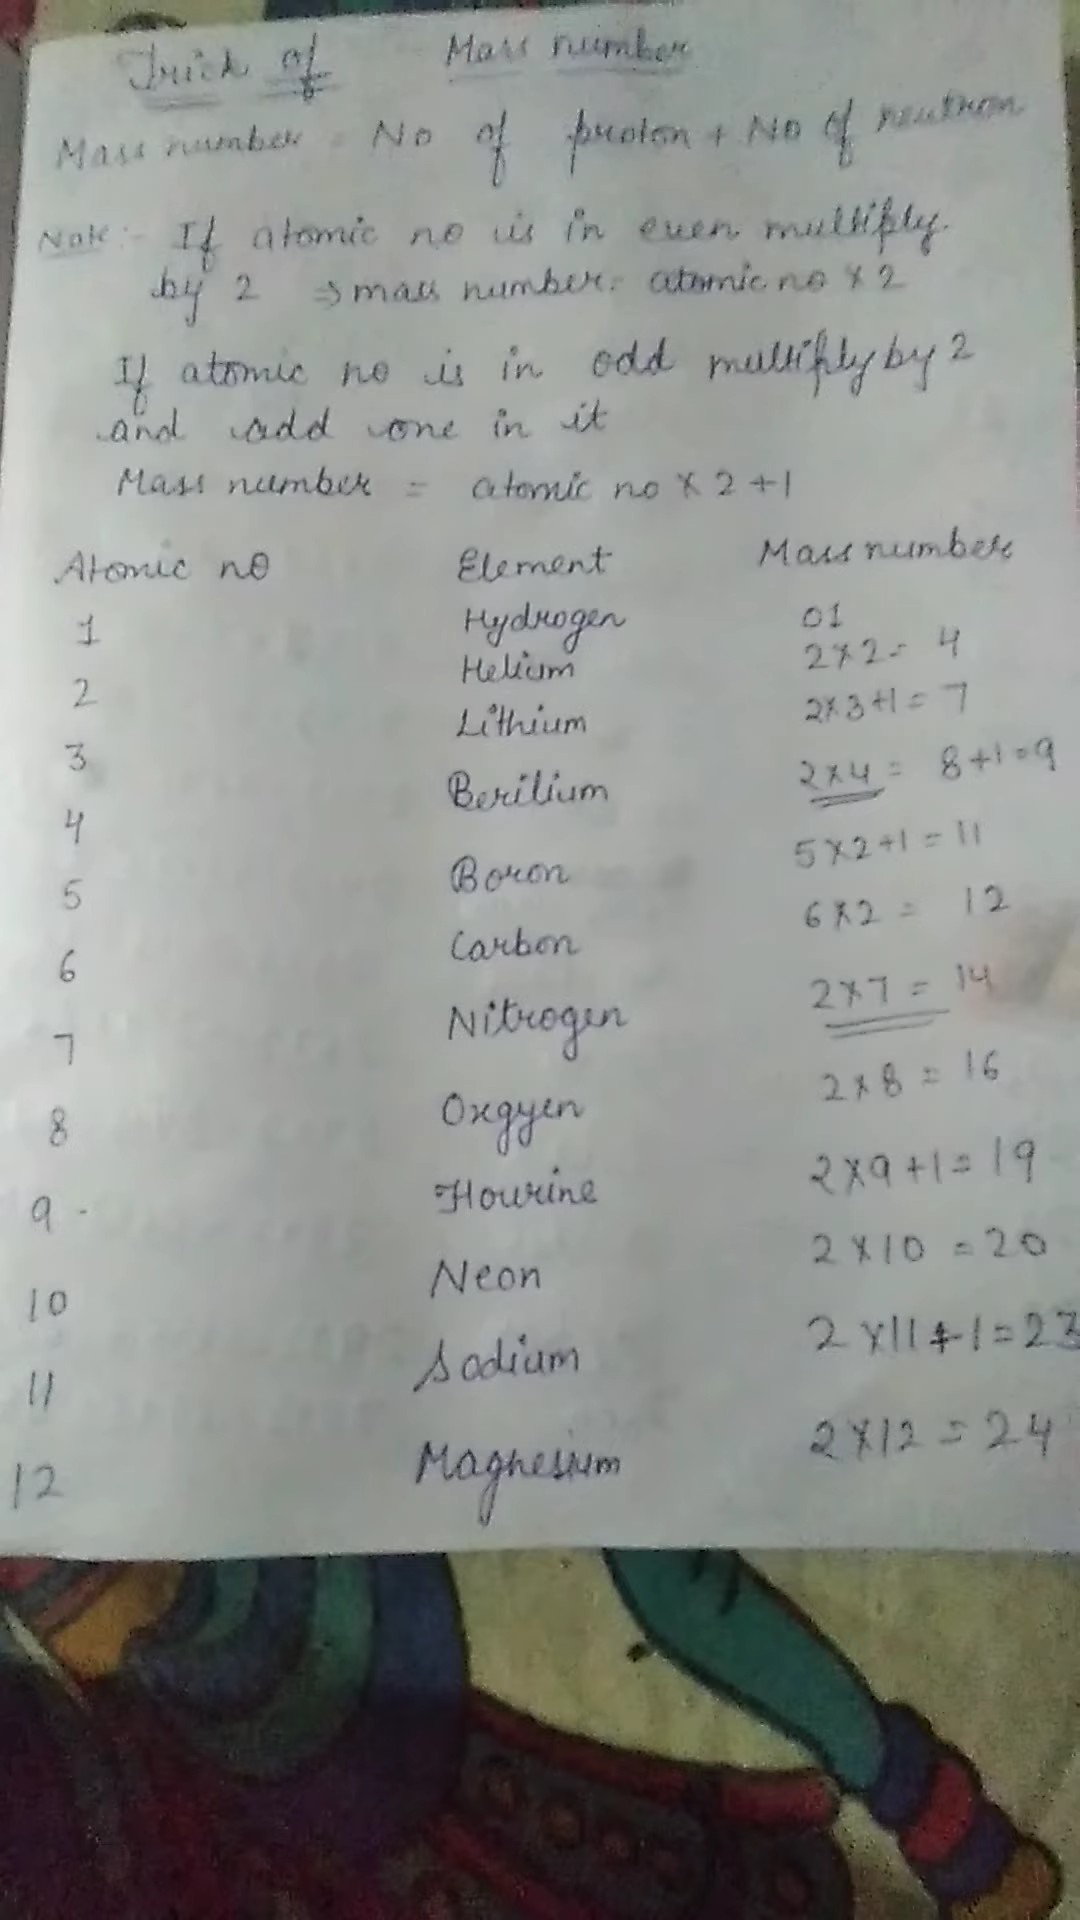 Trick of Mass number
Mass number = No of proton + No of neutron
Note:- If atomic no is in even multiply
by 2 ⇒ mass number = atomic no × 2
If atomic no is in odd multiply by 2
and add one in it
Mass number = atomic no × 2 + 1
Atomic no Element Mass number
1 Hydrogen 01
2 Helium 2×2 = 4
3 Lithium 2×3+1 = 7
4 Berilium 2×4 = 8+1=9
5 Boron 5×2+1 = 11
6 Carbon 6×2 = 12
7 Nitrogen 2×7 = 14
8 Oxgyen 2×8 = 16
9 Flourine 2×9+1 = 19
10 Neon 2×10 = 20
11 Sodium 2×11+1=23
12 Magnesium 2×12 = 24